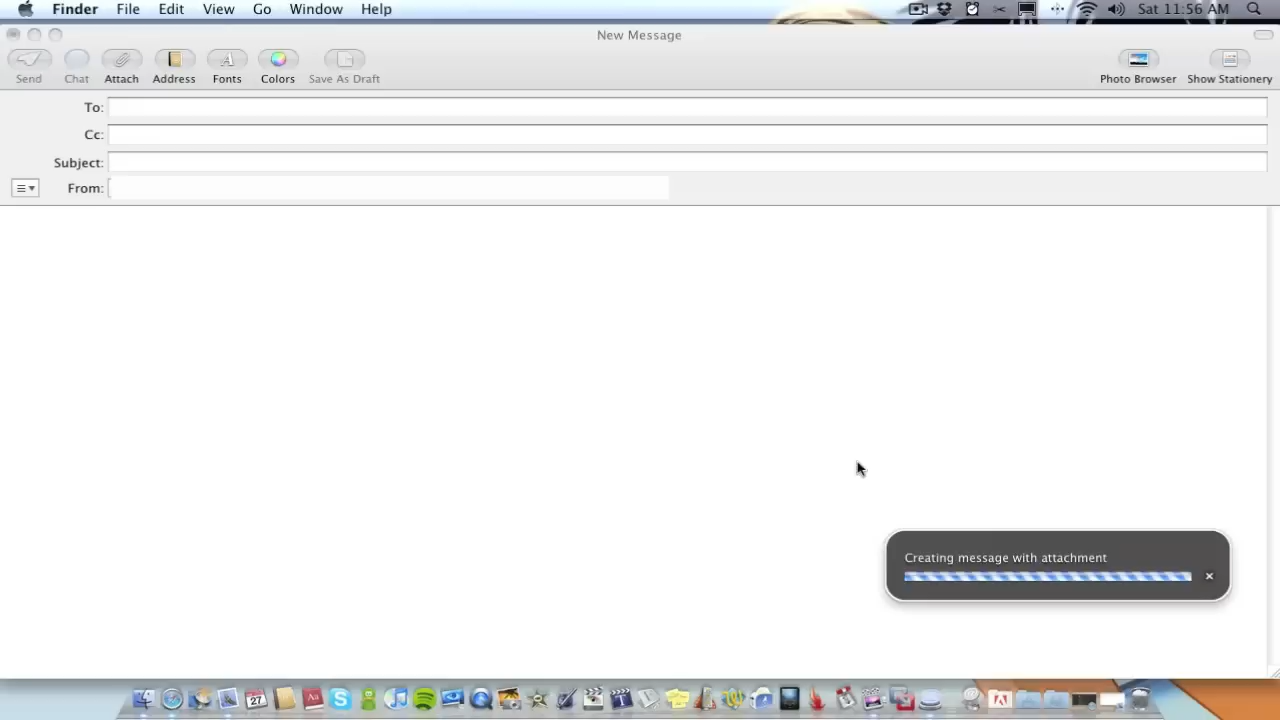 Finder File Edit View Go Window Help Sat 11:56 AM
New Message
Send Chat Attach Address Fonts Colors Save As Draft Photo Browser Show Stationery
To:
Cc:
Subject:
From:
Creating message with attachment
27